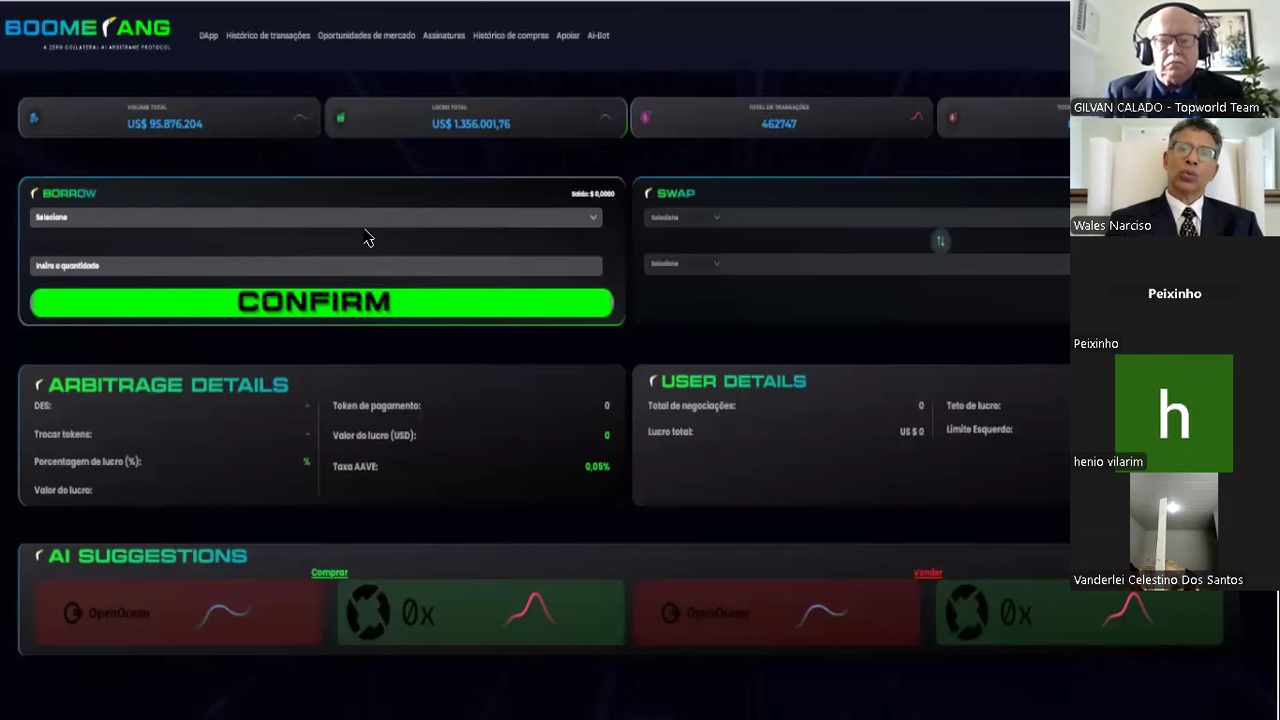 BOOMERANG
A ZERO COLLATERAL AI ARBITRAGE PROTOCOL
DApp Histórico de transações Oportunidades de mercado Assinaturas Histórico de compras Apoiar Ai-Bot
VOLUME TOTAL
US$ 95.876.204
LUCRO TOTAL
US$ 1.356.001,76
TOTAL DE TRANSAÇÕES
462747
BORROW
Saldo: $ 0,0000
Selecione
Insira a quantidade
CONFIRM
SWAP
Selecione
Selecione
ARBITRAGE DETAILS
DES: -
Trocar tokens: -
Porcentagem de lucro (%): %
Valor do lucro:
Token de pagamento: 0
Valor do lucro (USD): 0
Taxa AAVE: 0,05%
USER DETAILS
Total de negociações: 0
Lucro total: US $ 0
Teto de lucro:
Limite Esquerdo:
AI SUGGESTIONS
Comprar
Vender
OpenOcean
0x
OpenOcean
0x
GILVAN CALADO - Topworld Team
Wales Narciso
Peixinho
Peixinho
h
henio vilarim
Vanderlei Celestino Dos Santos